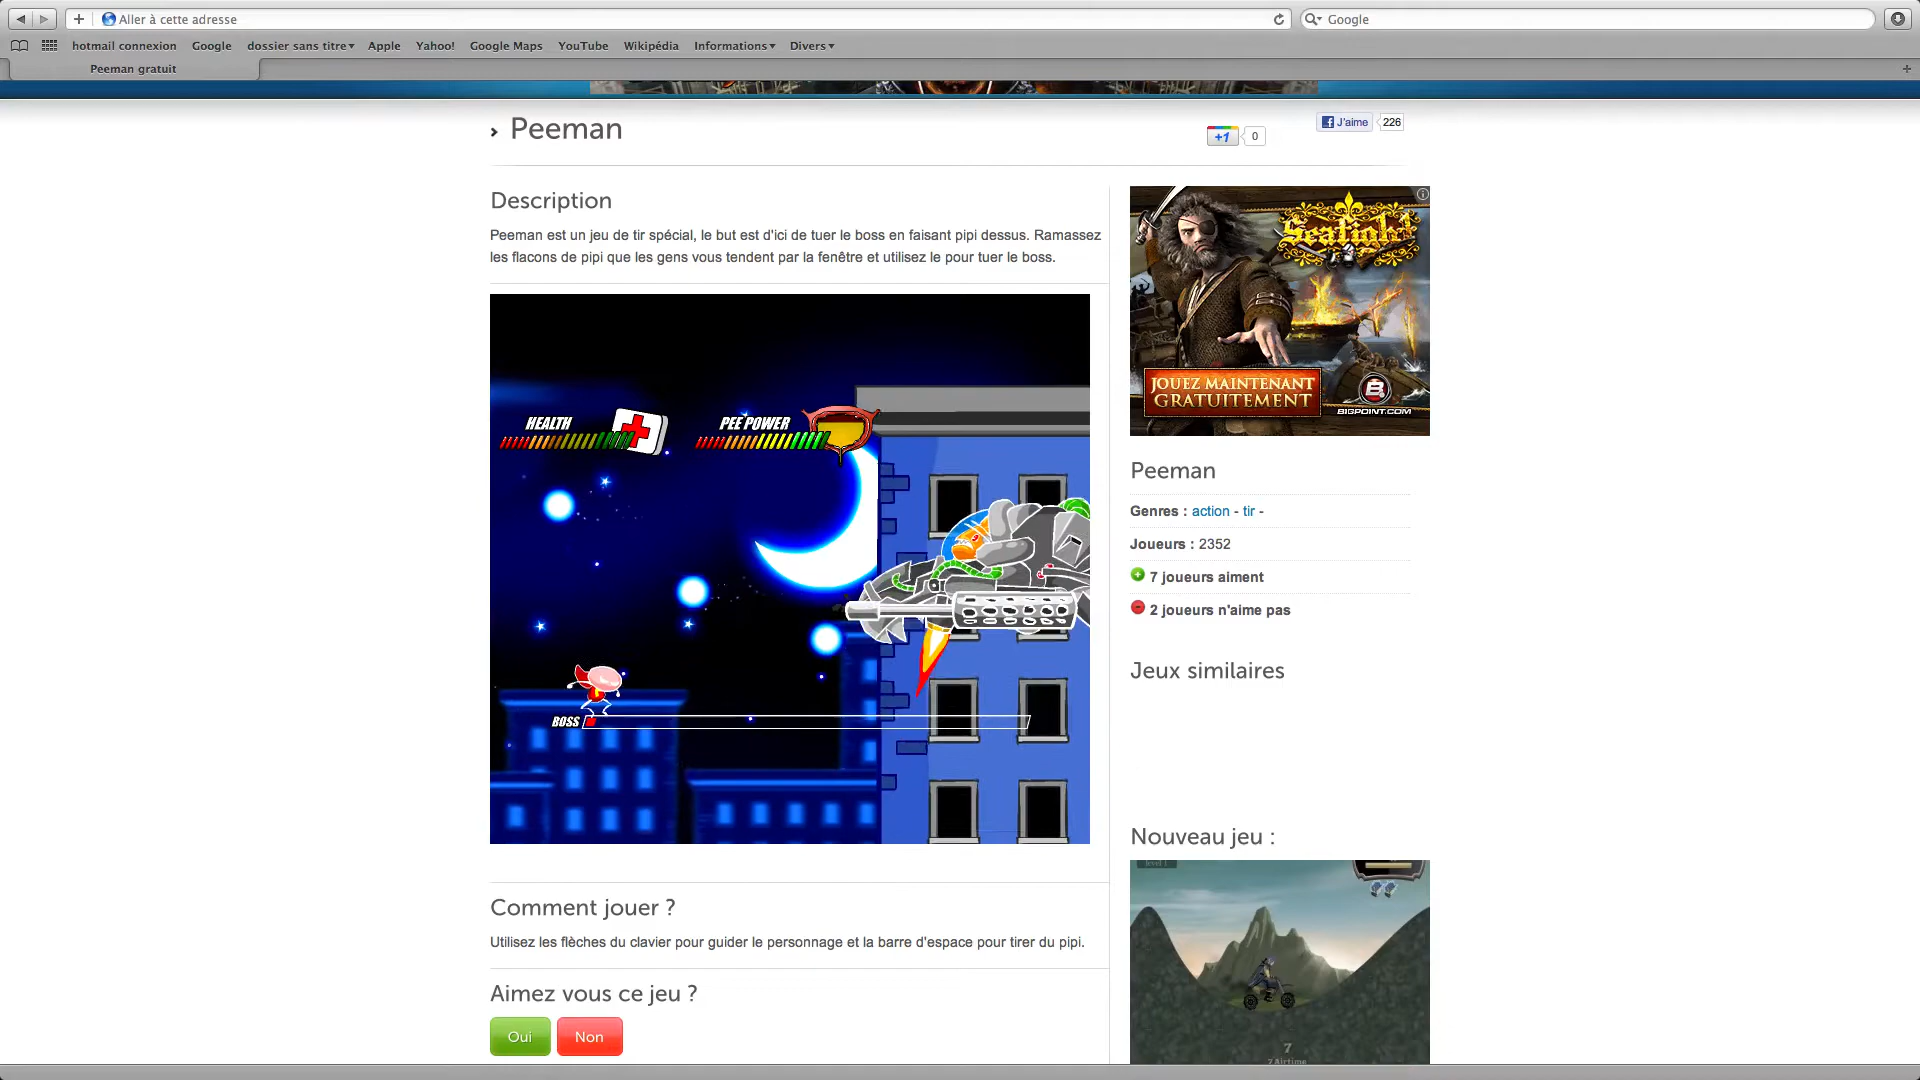 Aller à cette adresse
Google
hotmail connexion Google dossier sans titre Apple Yahoo! Google Maps YouTube Wikipédia Informations Divers
Peeman gratuit
Peeman
+1 0
J'aime 226
Description
Peeman est un jeu de tir spécial, le but est d'ici de tuer le boss en faisant pipi dessus. Ramassez
les flacons de pipi que les gens vous tendent par la fenêtre et utilisez le pour tuer le boss.
HEALTH
PEE POWER
BOSS
Comment jouer ?
Utilisez les flèches du clavier pour guider le personnage et la barre d'espace pour tirer du pipi.
Aimez vous ce jeu ?
Oui Non
Seafight
JOUEZ MAINTENANT
GRATUITEMENT
BIGPOINT.COM
Peeman
Genres : action - tir -
Joueurs : 2352
7 joueurs aiment
2 joueurs n'aime pas
Jeux similaires
Nouveau jeu :
level 1
7
7 Airtime